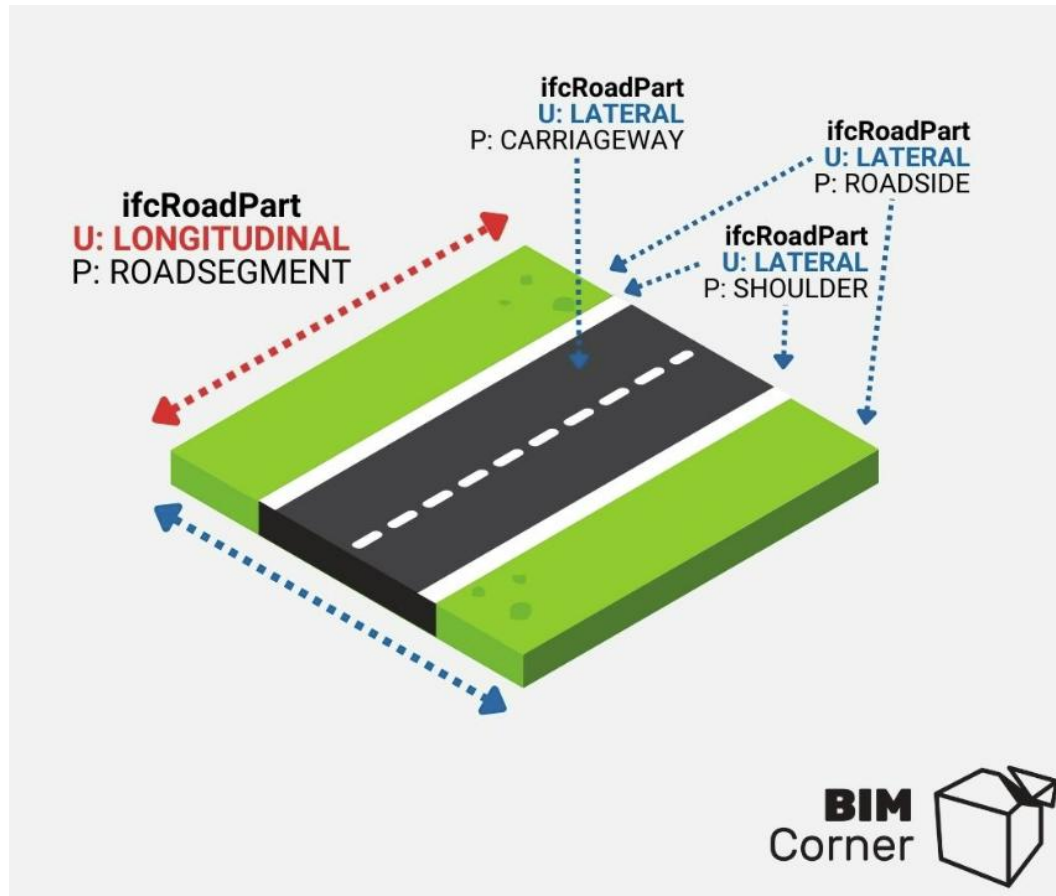 ifcRoadPart
U: LATERAL
P: CARRIAGEWAY
ifcRoadPart
U: LATERAL
P: ROADSIDE
ifcRoadPart
U: LONGITUDINAL
P: ROADSEGMENT
ifcRoadPart
U: LATERAL
P: SHOULDER
BIM
Corner